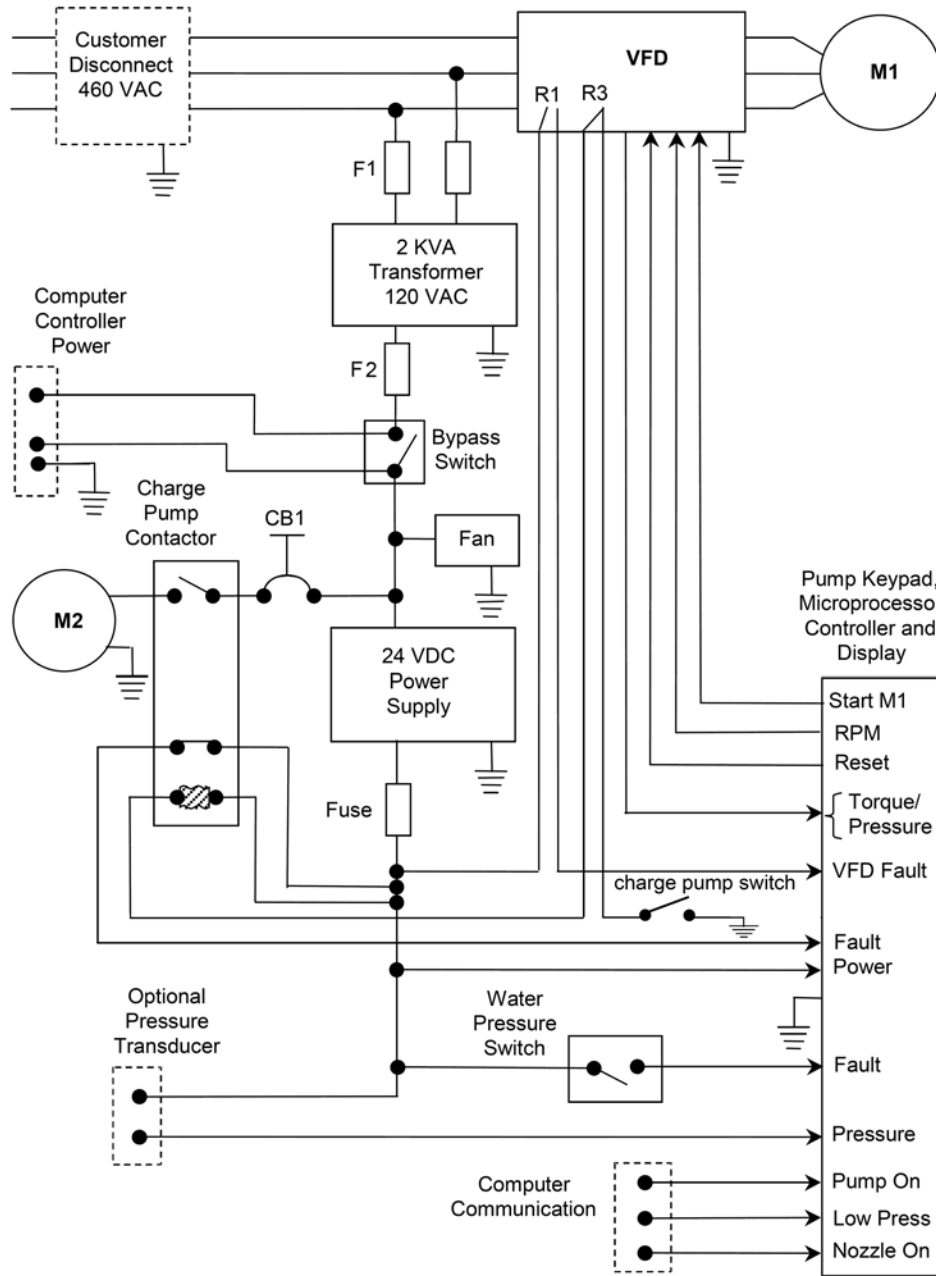 Customer
Disconnect
460 VAC
VFD
M1
R1
R3
F1
2 KVA
Transformer
120 VAC
Computer
Controller
Power
F2
Bypass
Switch
Charge
Pump
Contactor
CB1
Fan
M2
24 VDC
Power
Supply
Pump Keypad,
Microprocesso
Controller and
Display
Start M1
RPM
Reset
Fuse
Torque/
Pressure
VFD Fault
charge pump switch
Fault
Power
Optional
Pressure
Transducer
Water
Pressure
Switch
Fault
Pressure
Computer
Communication
Pump On
Low Press
Nozzle On